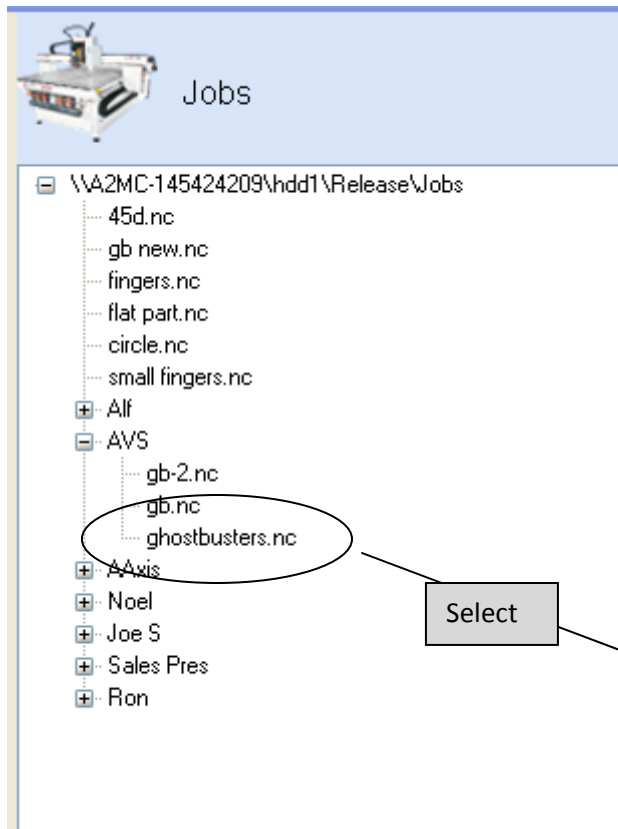 Jobs
\\A2MC-145424209\hdd1\Release\Jobs
45d.nc
gb new.nc
fingers.nc
flat part.nc
circle.nc
small fingers.nc
Alf
AVS
gb-2.nc
gb.nc
ghostbusters.nc
AAxis
Noel
Select
Joe S
Sales Pres
Ron